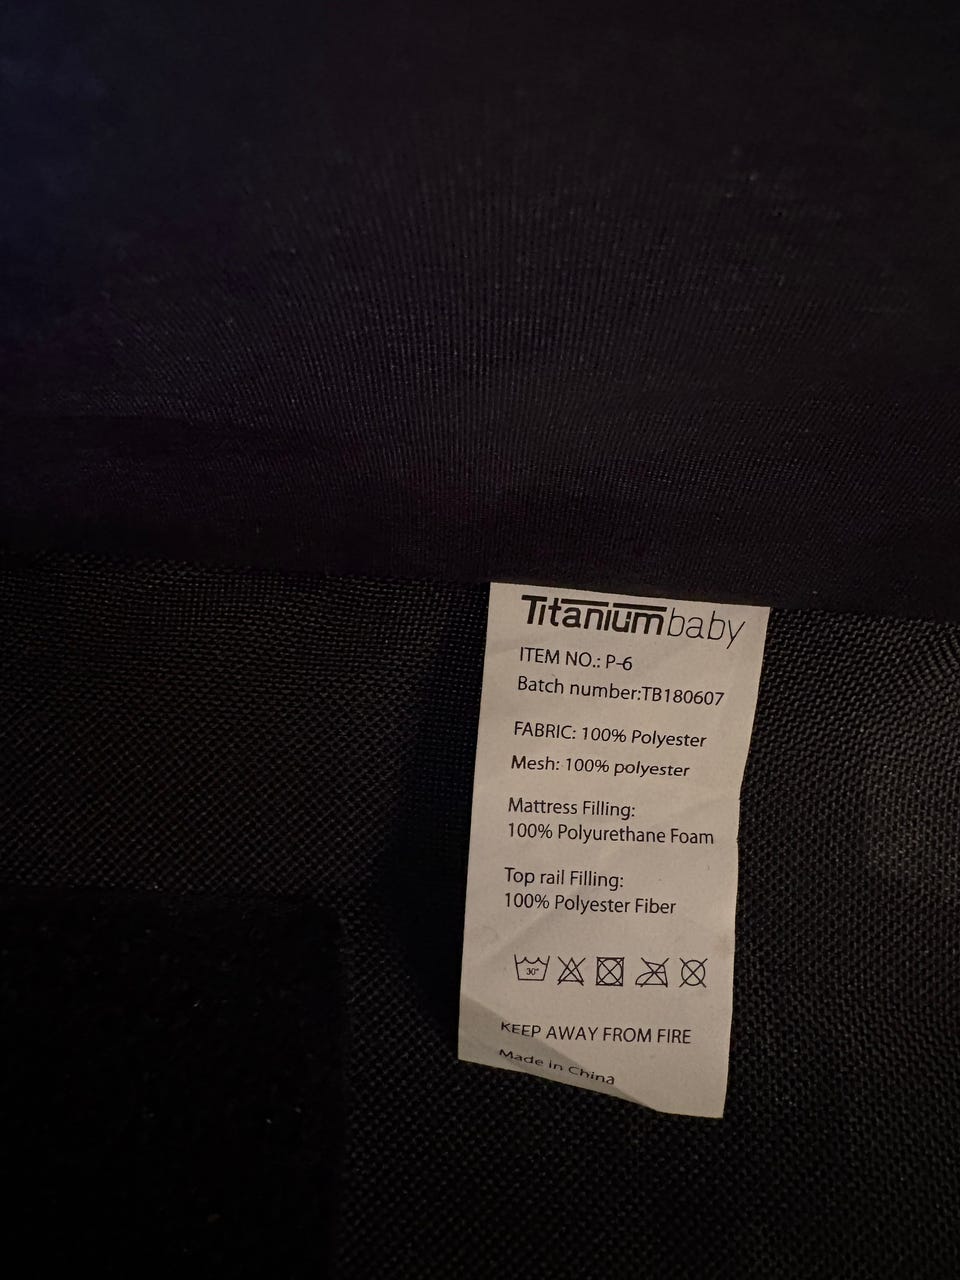 Titaniumbaby
ITEM NO.: P-6
Batch number:TB180607
FABRIC: 100% Polyester
Mesh: 100% polyester
Mattress Filling:
100% Polyurethane Foam
Top rail Filling:
100% Polyester Fiber
30°
KEEP AWAY FROM FIRE
Made in China